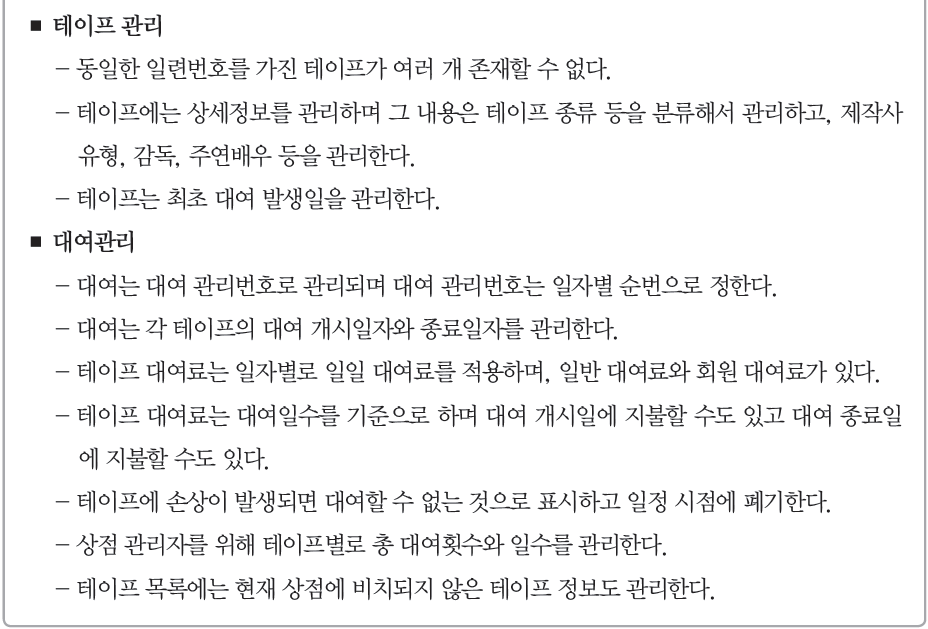 ■ 테이프 관리
– 동일한 일련번호를 가진 테이프가 여러 개 존재할 수 없다.
– 테이프에는 상세정보를 관리하며 그 내용은 테이프 종류 등을 분류해서 관리하고, 제작사
유형, 감독, 주연배우 등을 관리한다.
– 테이프는 최초 대여 발생일을 관리한다.
■ 대여관리
– 대여는 대여 관리번호로 관리되며 대여 관리번호는 일자별 순번으로 정한다.
– 대여는 각 테이프의 대여 개시일자와 종료일자를 관리한다.
– 테이프 대여료는 일자별로 일일 대여료를 적용하며, 일반 대여료와 회원 대여료가 있다.
– 테이프 대여료는 대여일수를 기준으로 하며 대여 개시일에 지불할 수도 있고 대여 종료일
에 지불할 수도 있다.
– 테이프에 손상이 발생되면 대여할 수 없는 것으로 표시하고 일정 시점에 폐기한다.
– 상점 관리자를 위해 테이프별로 총 대여횟수와 일수를 관리한다.
– 테이프 목록에는 현재 상점에 비치되지 않은 테이프 정보도 관리한다.